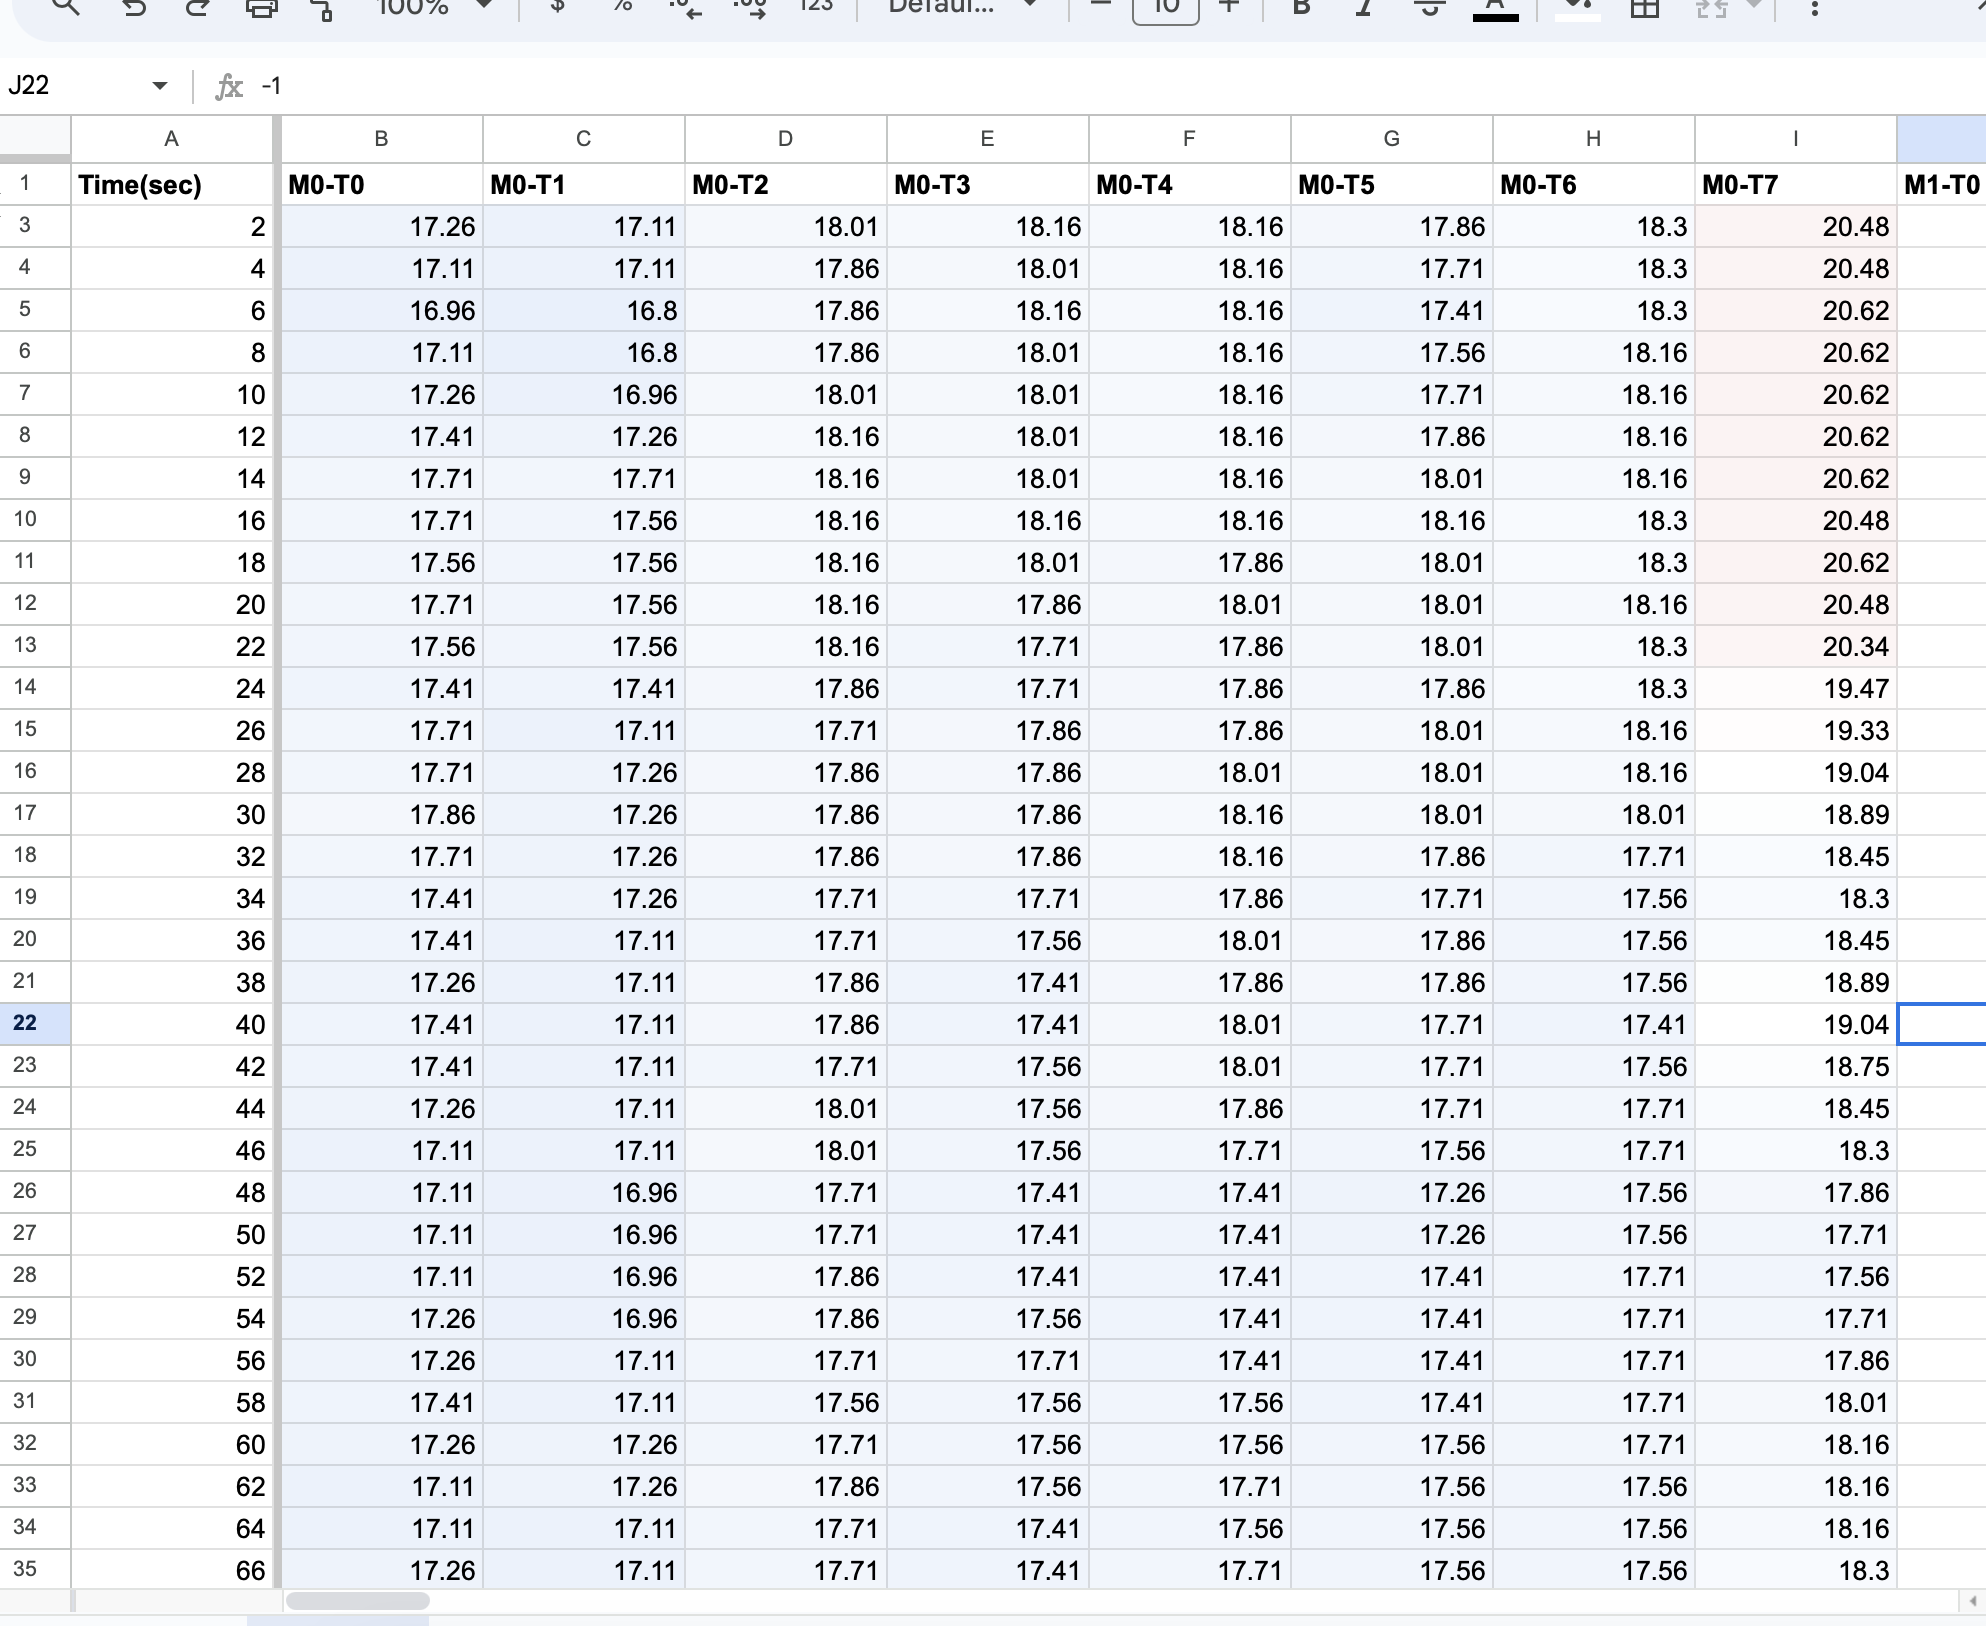 100% $ % 123 Defaul... 10 B I A
J22 fx -1
A B C D E F G H I
1 Time(sec) M0-T0 M0-T1 M0-T2 M0-T3 M0-T4 M0-T5 M0-T6 M0-T7 M1-T0
3 2 17.26 17.11 18.01 18.16 18.16 17.86 18.3 20.48
4 4 17.11 17.11 17.86 18.01 18.16 17.71 18.3 20.48
5 6 16.96 16.8 17.86 18.16 18.16 17.41 18.3 20.62
6 8 17.11 16.8 17.86 18.01 18.16 17.56 18.16 20.62
7 10 17.26 16.96 18.01 18.01 18.16 17.71 18.16 20.62
8 12 17.41 17.26 18.16 18.01 18.16 17.86 18.16 20.62
9 14 17.71 17.71 18.16 18.01 18.16 18.01 18.16 20.62
10 16 17.71 17.56 18.16 18.16 18.16 18.16 18.3 20.48
11 18 17.56 17.56 18.16 18.01 17.86 18.01 18.3 20.62
12 20 17.71 17.56 18.16 17.86 18.01 18.01 18.16 20.48
13 22 17.56 17.56 18.16 17.71 17.86 18.01 18.3 20.34
14 24 17.41 17.41 17.86 17.71 17.86 17.86 18.3 19.47
15 26 17.71 17.11 17.71 17.86 17.86 18.01 18.16 19.33
16 28 17.71 17.26 17.86 17.86 18.01 18.01 18.16 19.04
17 30 17.86 17.26 17.86 17.86 18.16 18.01 18.01 18.89
18 32 17.71 17.26 17.86 17.86 18.16 17.86 17.71 18.45
19 34 17.41 17.26 17.71 17.71 17.86 17.71 17.56 18.3
20 36 17.41 17.11 17.71 17.56 18.01 17.86 17.56 18.45
21 38 17.26 17.11 17.86 17.41 17.86 17.86 17.56 18.89
22 40 17.41 17.11 17.86 17.41 18.01 17.71 17.41 19.04
23 42 17.41 17.11 17.71 17.56 18.01 17.71 17.56 18.75
24 44 17.26 17.11 18.01 17.56 17.86 17.71 17.71 18.45
25 46 17.11 17.11 18.01 17.56 17.71 17.56 17.71 18.3
26 48 17.11 16.96 17.71 17.41 17.41 17.26 17.56 17.86
27 50 17.11 16.96 17.71 17.41 17.41 17.26 17.56 17.71
28 52 17.11 16.96 17.86 17.41 17.41 17.41 17.71 17.56
29 54 17.26 16.96 17.86 17.56 17.41 17.41 17.71 17.71
30 56 17.26 17.11 17.71 17.71 17.41 17.41 17.71 17.86
31 58 17.41 17.11 17.56 17.56 17.56 17.41 17.71 18.01
32 60 17.26 17.26 17.71 17.56 17.56 17.56 17.71 18.16
33 62 17.11 17.26 17.86 17.56 17.71 17.56 17.56 18.16
34 64 17.11 17.11 17.71 17.41 17.56 17.56 17.56 18.16
35 66 17.26 17.11 17.71 17.41 17.71 17.56 17.56 18.3